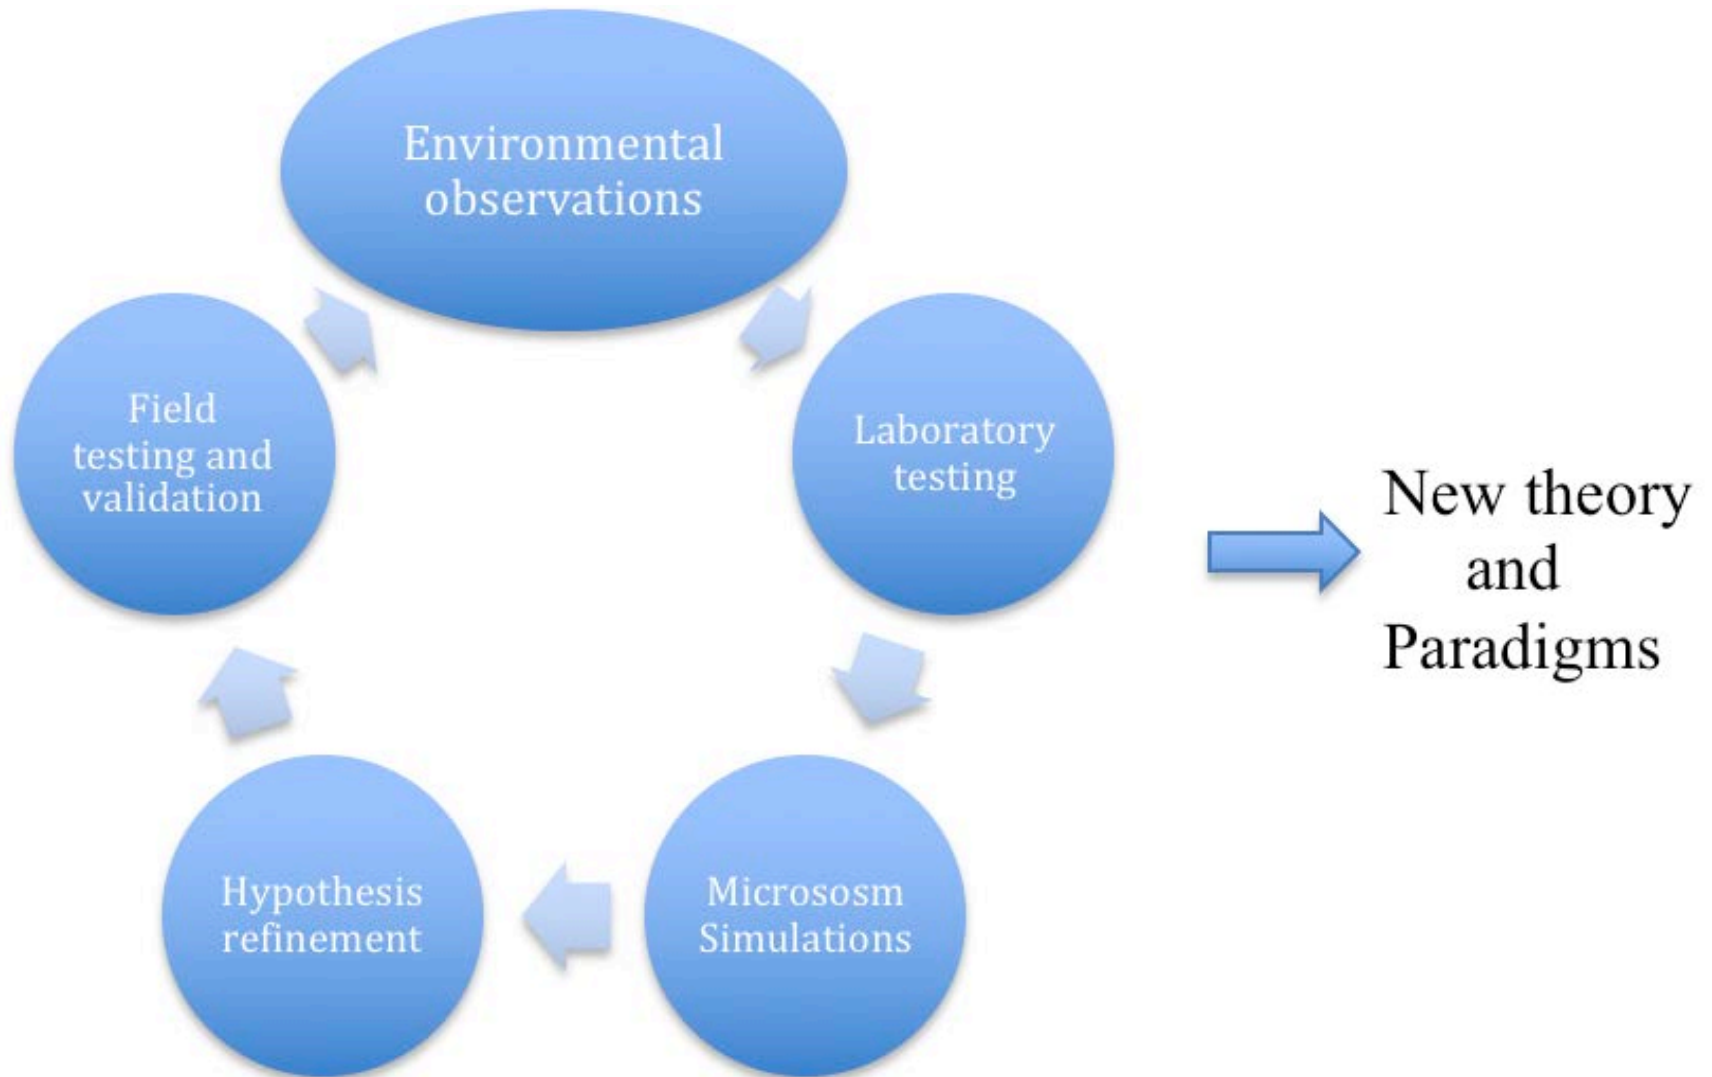 Environmental
observations
Laboratory
testing
Micrososm
Simulations
Hypothesis
refinement
Field
testing and
validation
New theory
and
Paradigms